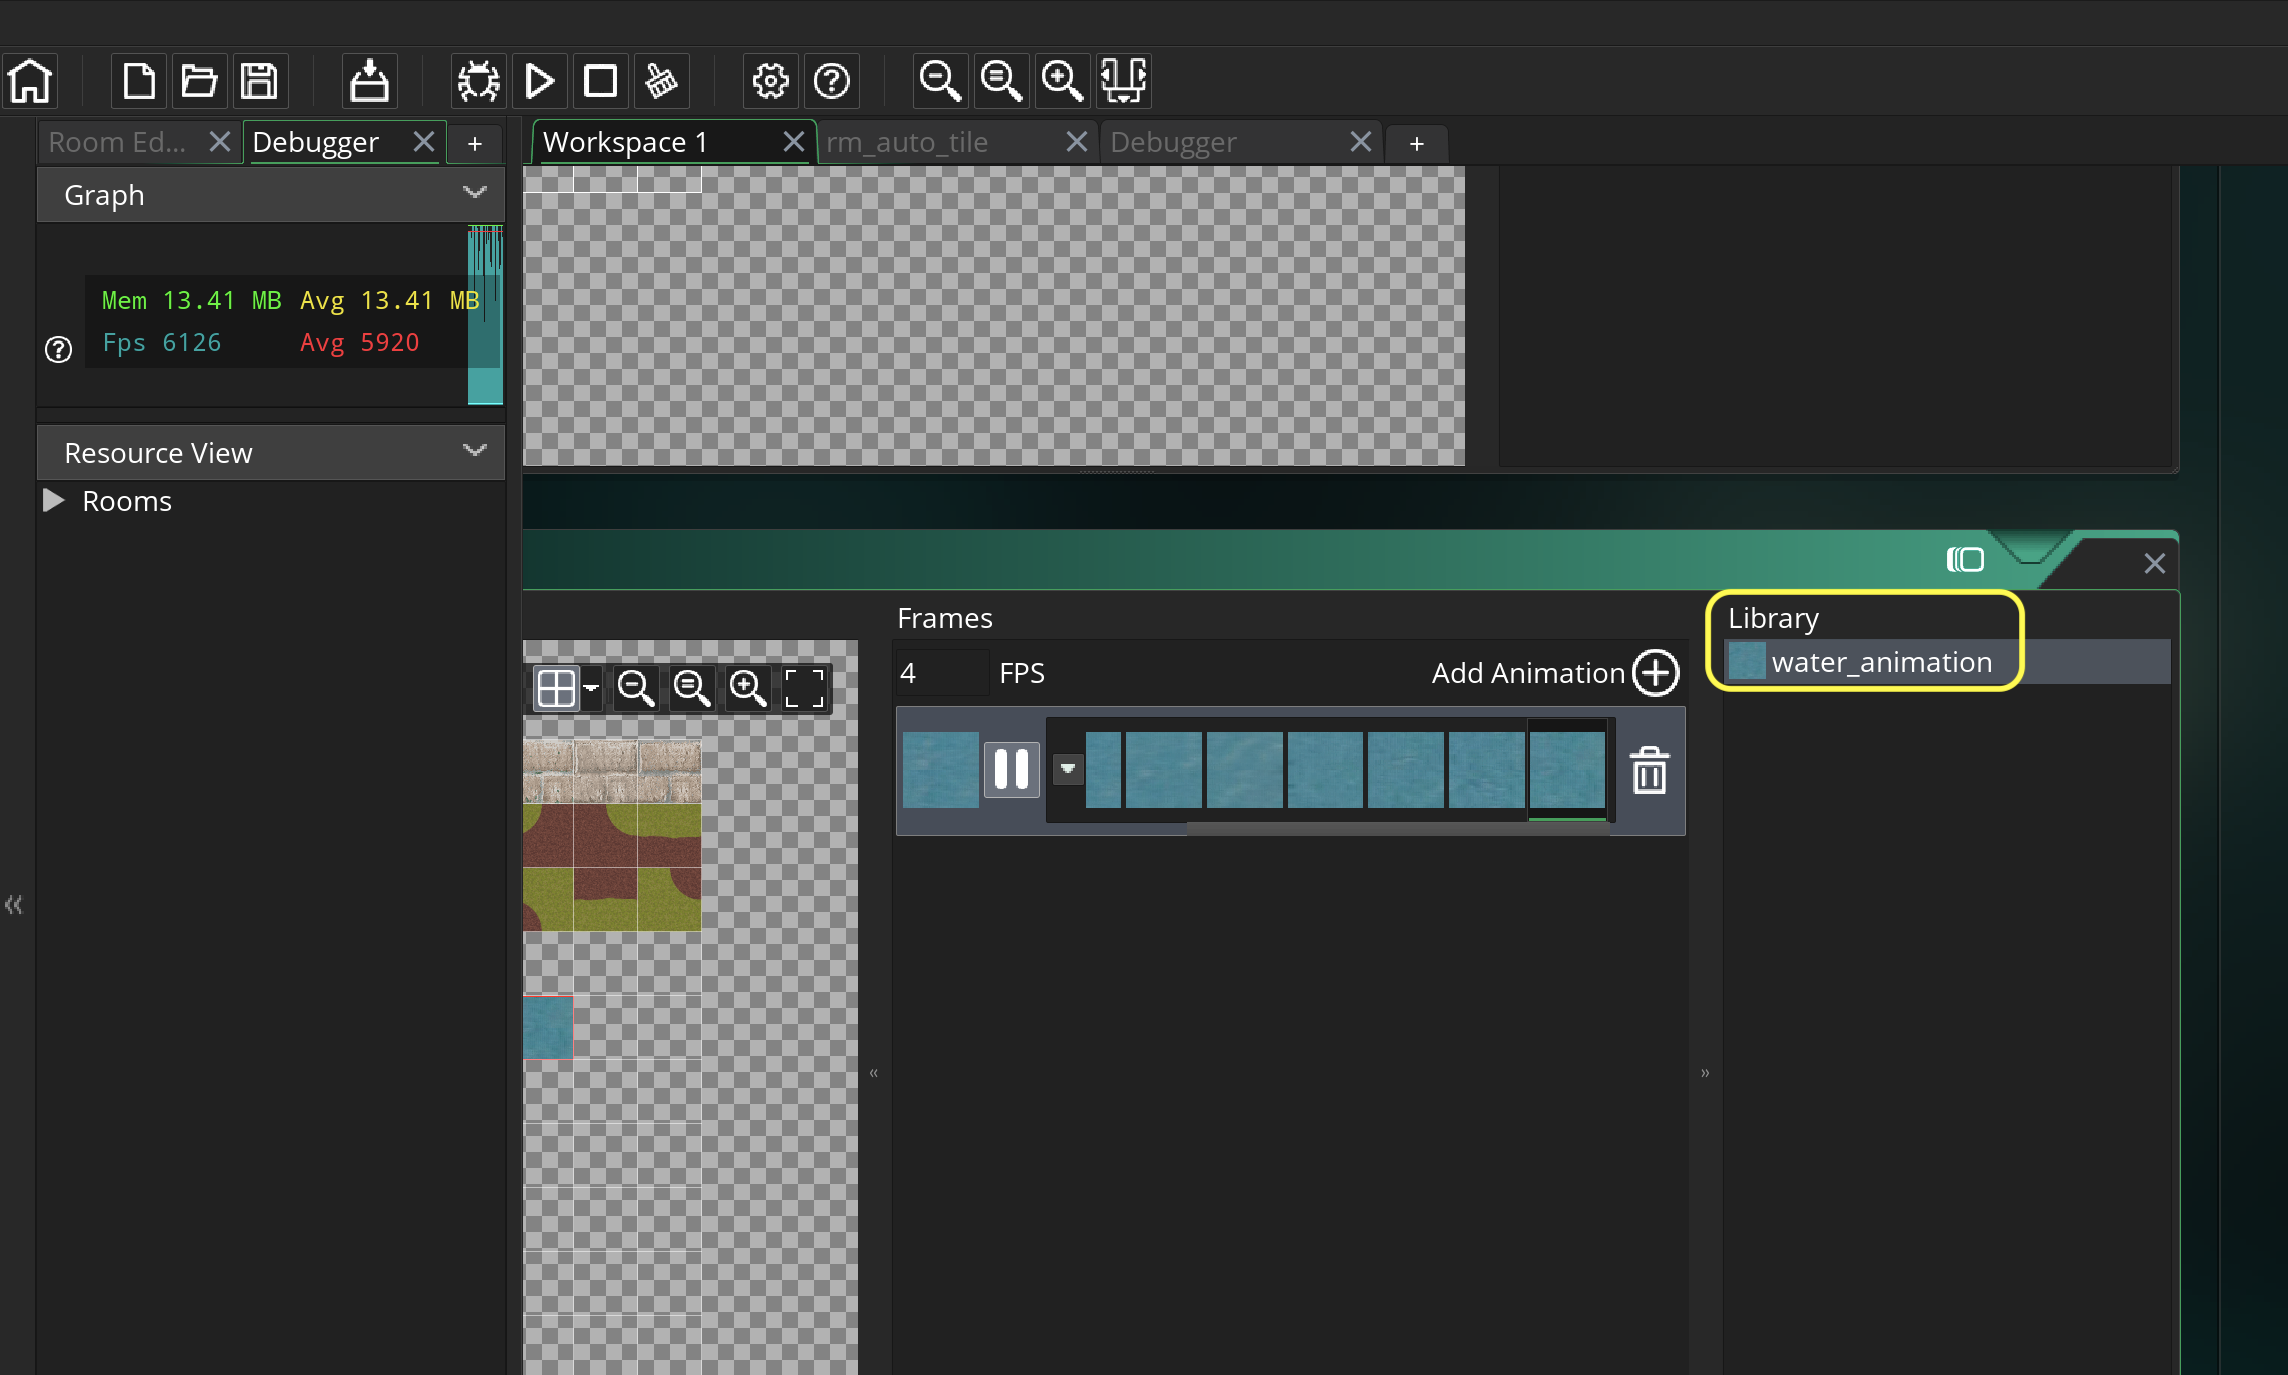 Room Ed...
Debugger
+
Workspace 1
rm_auto_tile
Debugger
+
Graph
Mem 13.41 MB Avg 13.41 MB
Fps 6126 Avg 5920
Resource View
Rooms
Frames
4 FPS
Add Animation
Library
water_animation